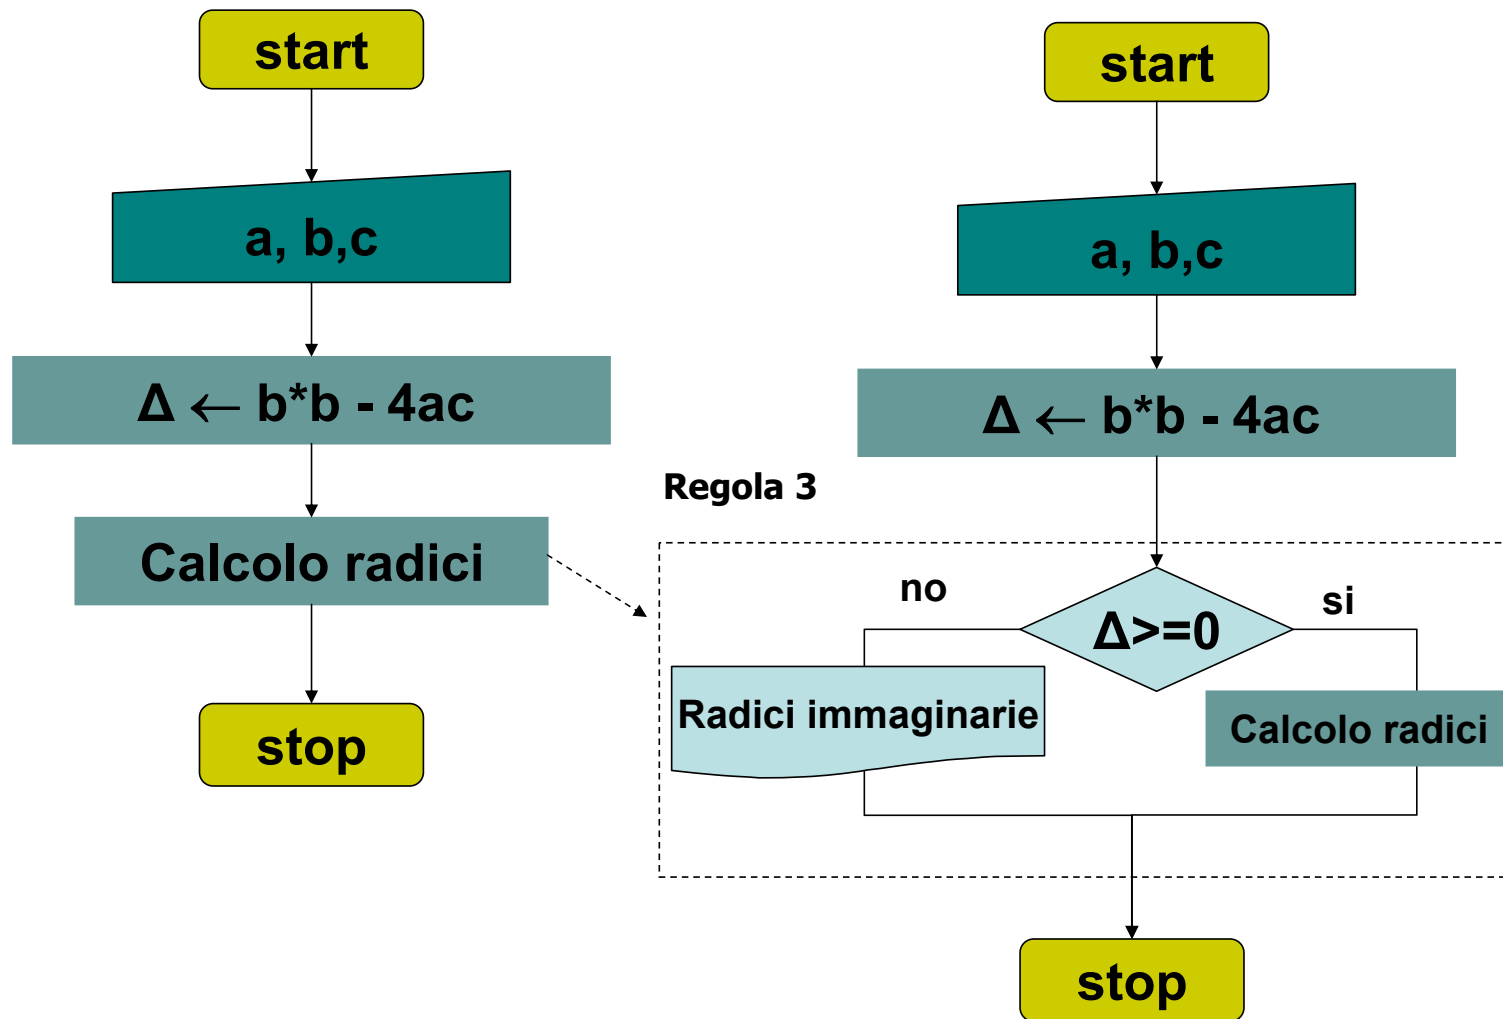 start
a, b,c
Δ ← b*b - 4ac
Calcolo radici
stop
start
a, b,c
Δ ← b*b - 4ac
Regola 3
no
si
Δ>=0
Radici immaginarie
Calcolo radici
stop